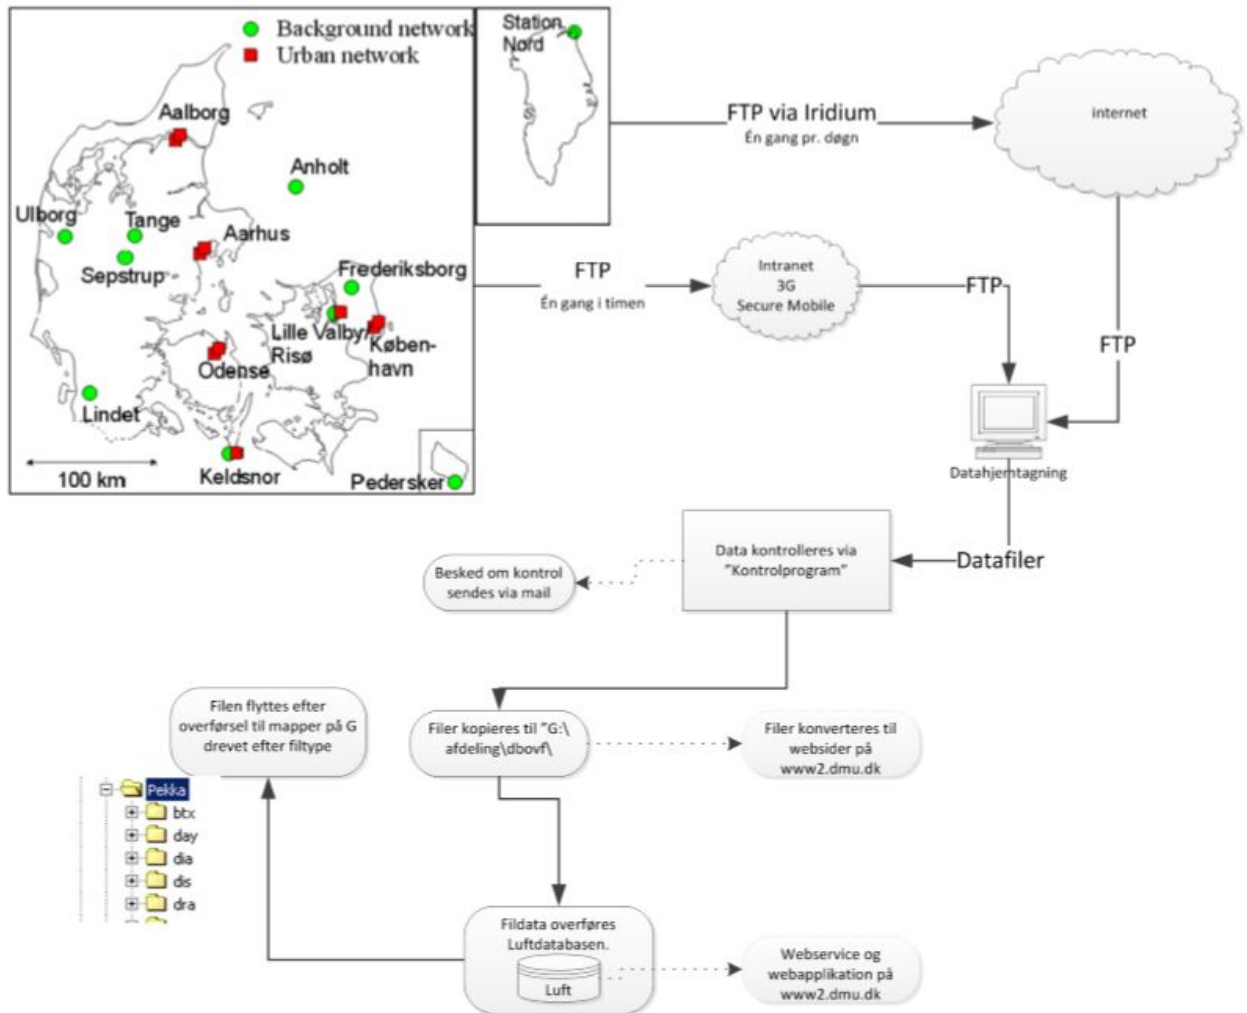 Background network
Urban network
Aalborg
Anholt
Ulborg
Tange
Aarhus
Sepstrup
Frederiksborg
Lille Valby/
Risø
Køben-
havn
Odense
Lindet
Keldsnor
Pedersker
100 km
Station
Nord
FTP via Iridium
Én gang pr. døgn
internet
FTP
Én gang i timen
Intranet
3G
Secure Mobile
FTP
FTP
Datahjemtagning
Datafiler
Data kontrolleres via
"Kontrolprogram"
Besked om kontrol
sendes via mail
Filen flyttes efter
overførsel til mapper på G
drevet efter filtype
Filer kopieres til "G:\
afdeling\dbovf\
Filer konverteres til
websider på
www2.dmu.dk
Pekka
btx
day
dia
dis
dra
Fildata overføres
Luftdatabasen.
Luft
Webservice og
webapplikation på
www2.dmu.dk